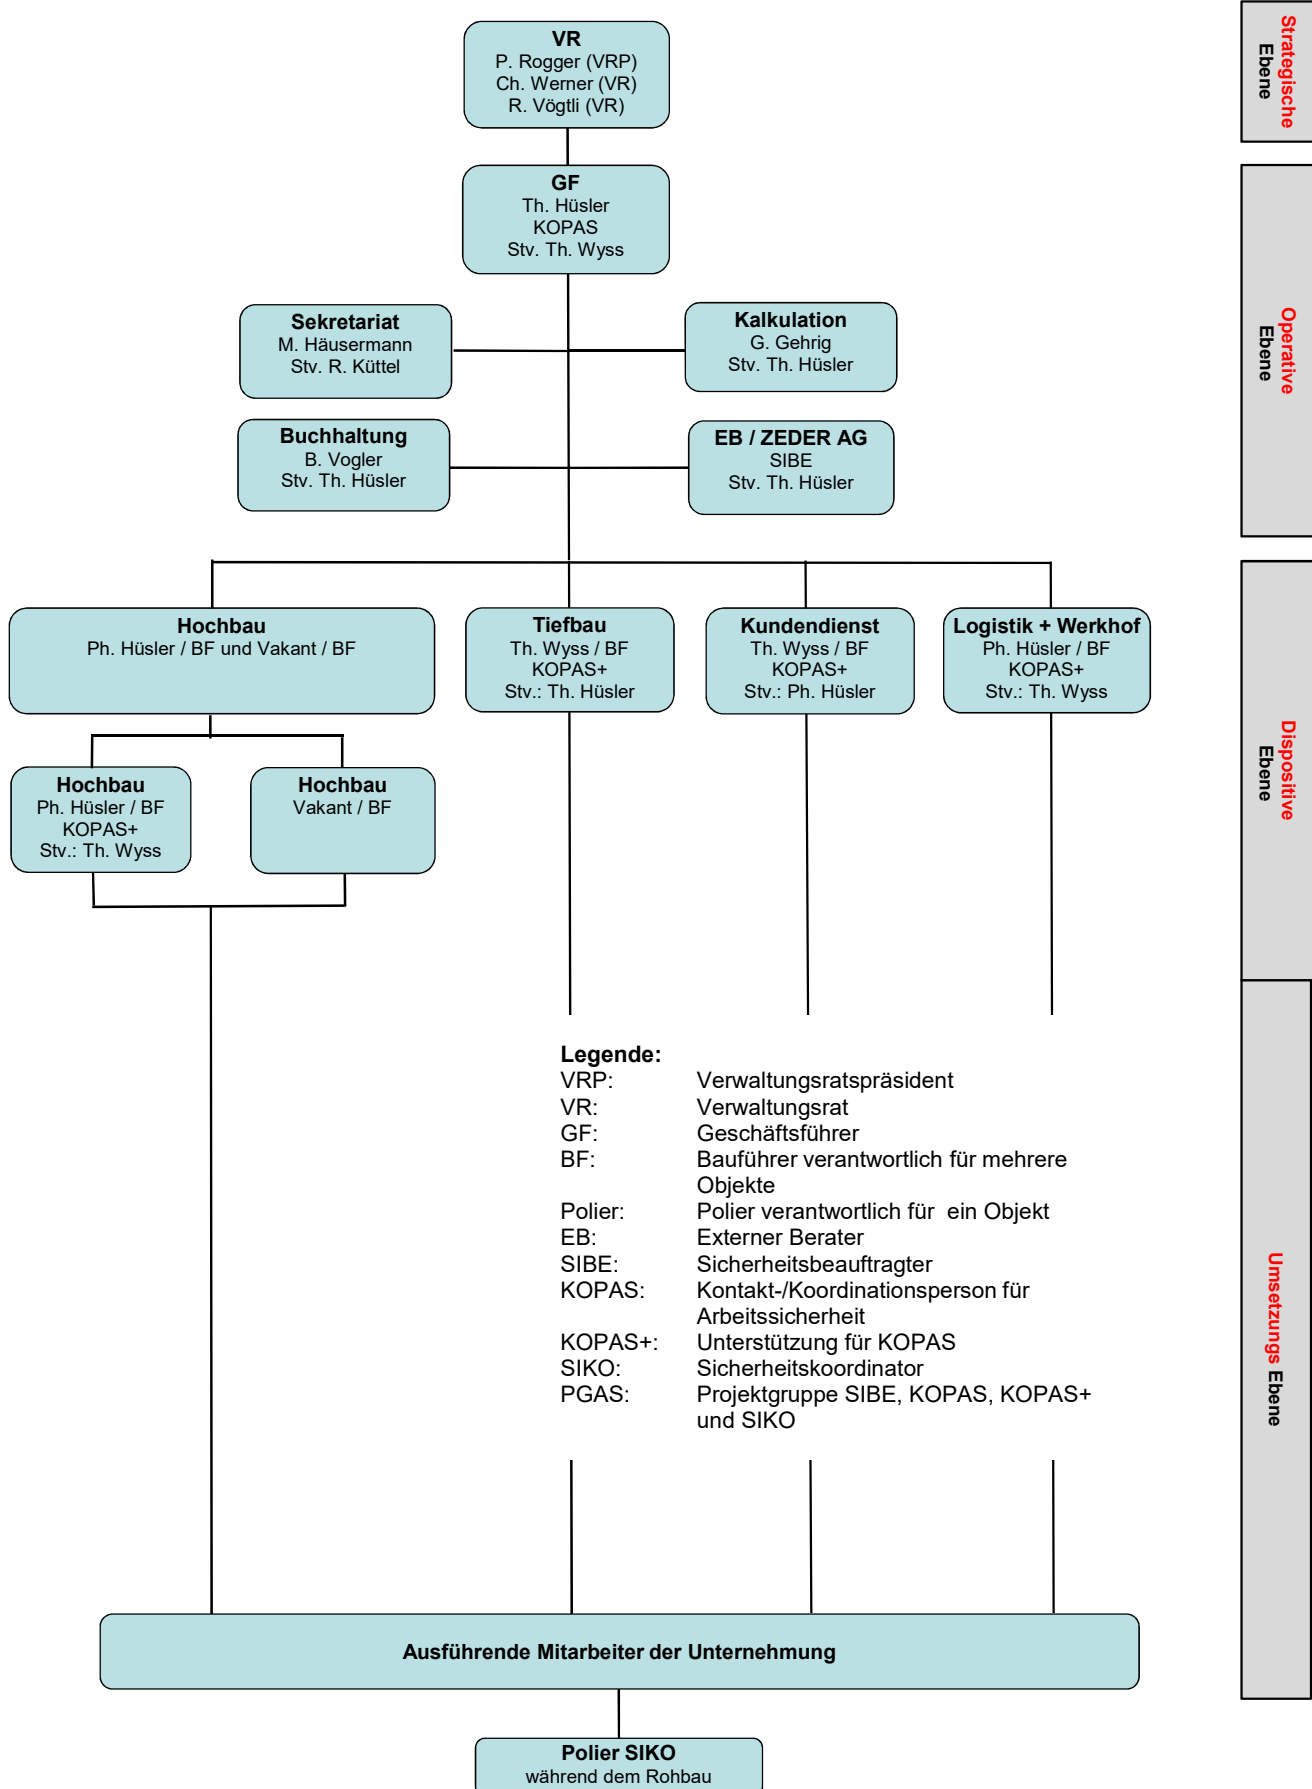 VR
P. Rogger (VRP)
Ch. Werner (VR)
R. Vögtli (VR)
Strategische
Ebene
GF
Th. Hüsler
KOPAS
Stv. Th. Wyss
Sekretariat
M. Häusermann
Stv. R. Küttel
Kalkulation
G. Gehrig
Stv. Th. Hüsler
Operative
Ebene
Buchhaltung
B. Vogler
Stv. Th. Hüsler
EB / ZEDER AG
SIBE
Stv. Th. Hüsler
Hochbau
Ph. Hüsler / BF und Vakant / BF
Tiefbau
Th. Wyss / BF
KOPAS+
Stv.: Th. Hüsler
Kundendienst
Th. Wyss / BF
KOPAS+
Stv.: Ph. Hüsler
Logistik + Werkhof
Ph. Hüsler / BF
KOPAS+
Stv.: Th. Wyss
Dispositive
Ebene
Hochbau
Ph. Hüsler / BF
KOPAS+
Stv.: Th. Wyss
Hochbau
Vakant / BF
Legende:
VRP: Verwaltungsratspräsident
VR: Verwaltungsrat
GF: Geschäftsführer
BF: Bauführer verantwortlich für mehrere
Objekte
Polier: Polier verantwortlich für ein Objekt
EB: Externer Berater
SIBE: Sicherheitsbeauftragter
KOPAS: Kontakt-/Koordinationsperson für
Arbeitssicherheit
KOPAS+: Unterstützung für KOPAS
SIKO: Sicherheitskoordinator
PGAS: Projektgruppe SIBE, KOPAS, KOPAS+
und SIKO
Umsetzungs Ebene
Ausführende Mitarbeiter der Unternehmung
Polier SIKO
während dem Rohbau